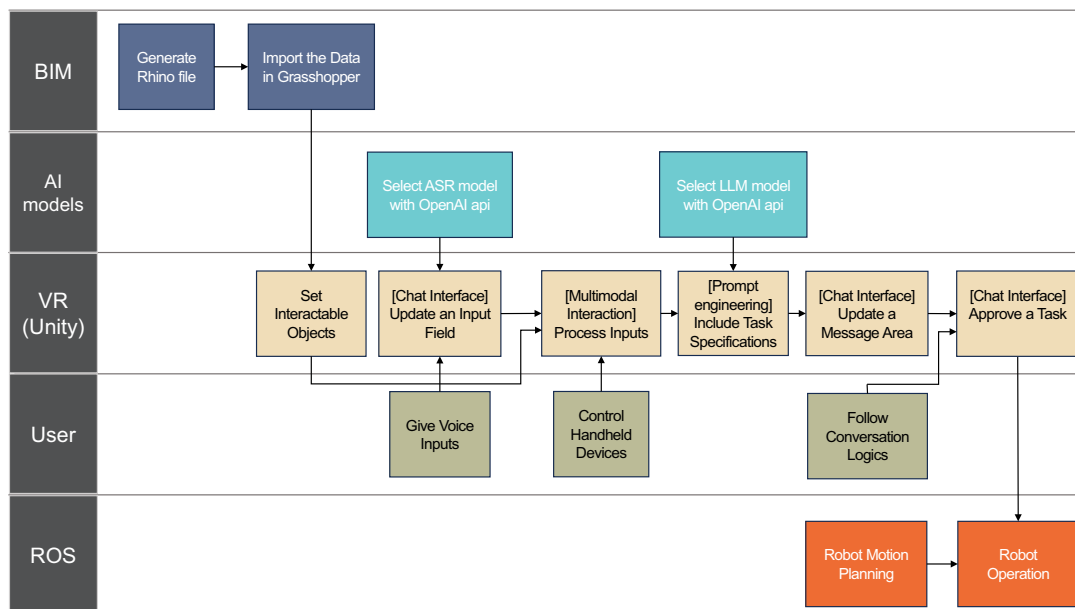 BIM
Generate
Rhino file
Import the Data
in Grasshopper
AI
models
Select ASR model
with OpenAI api
Select LLM model
with OpenAI api
VR
(Unity)
Set
Interactable
Objects
[Chat Interface]
Update an Input
Field
[Multimodal
Interaction]
Process Inputs
[Prompt
engineering]
Include Task
Specifications
[Chat Interface]
Update a
Message Area
[Chat Interface]
Approve a Task
User
Give Voice
Inputs
Control
Handheld
Devices
Follow
Conversation
Logics
ROS
Robot Motion
Planning
Robot
Operation